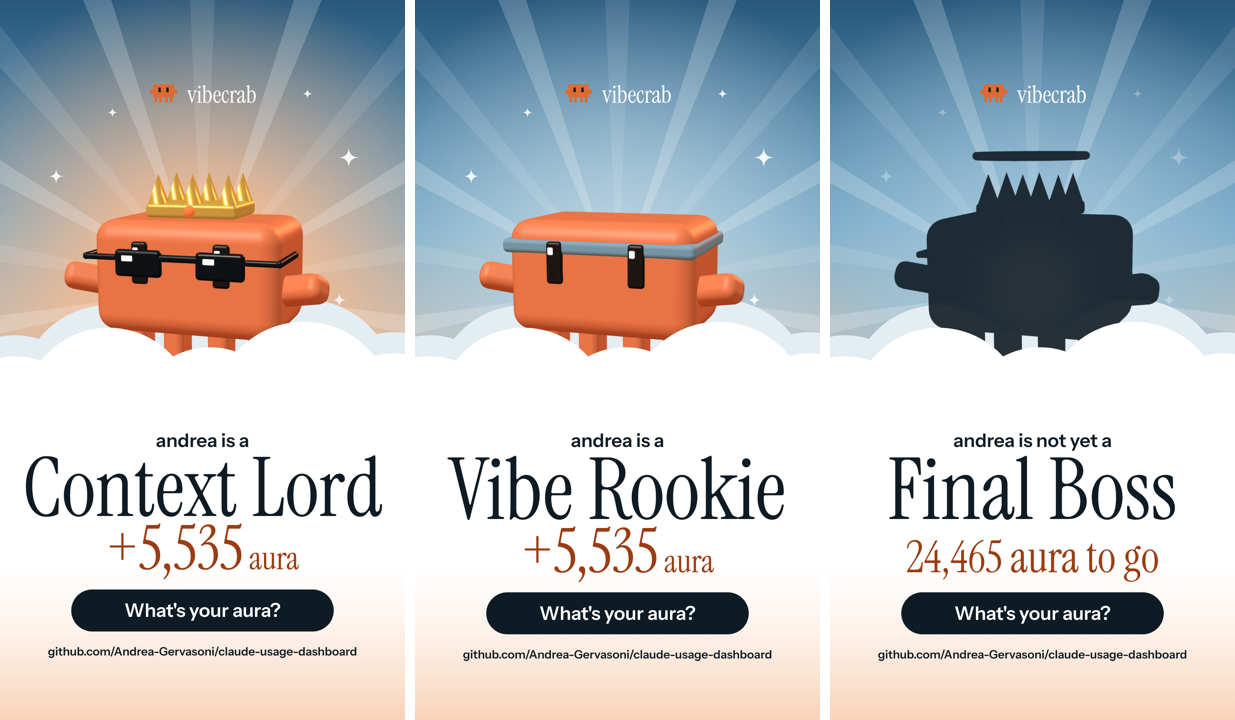 vibecrab
andrea is a
Context Lord
+5,535 aura
What's your aura?
github.com/Andrea-Gervasoni/claude-usage-dashboard
vibecrab
andrea is a
Vibe Rookie
+5,535 aura
What's your aura?
github.com/Andrea-Gervasoni/claude-usage-dashboard
vibecrab
andrea is not yet a
Final Boss
24,465 aura to go
What's your aura?
github.com/Andrea-Gervasoni/claude-usage-dashboard